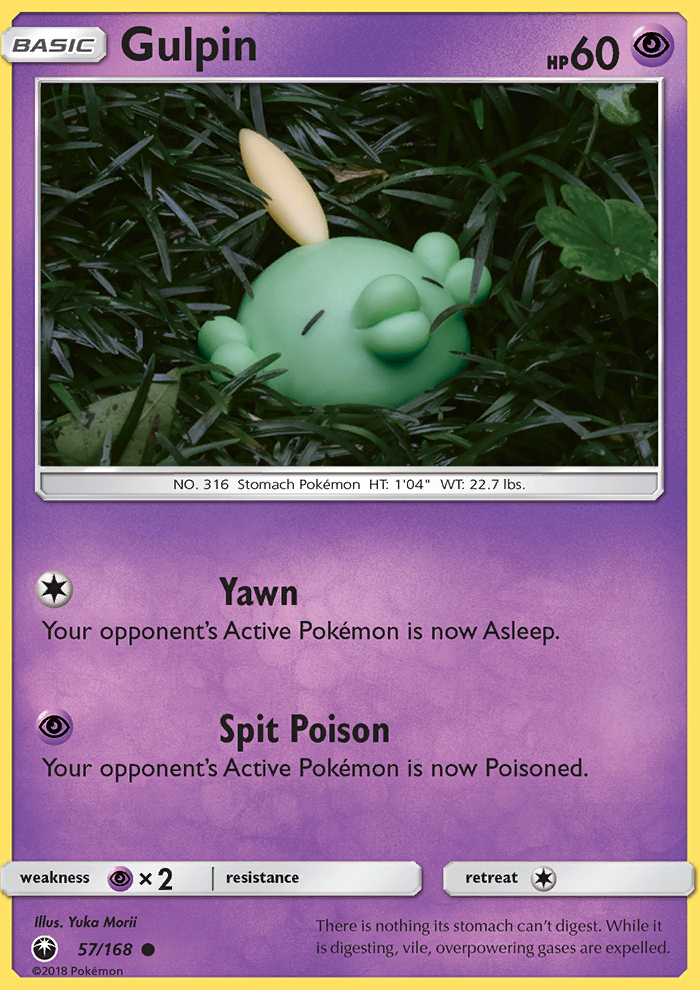 BASIC Gulpin HP60
NO. 316 Stomach Pokémon HT: 1'04" WT: 22.7 lbs.
Yawn
Your opponent's Active Pokémon is now Asleep.
Spit Poison
Your opponent's Active Pokémon is now Poisoned.
weakness ×2 resistance retreat
Illus. Yuka Morii
57/168
©2018 Pokémon
There is nothing its stomach can't digest. While it
is digesting, vile, overpowering gases are expelled.